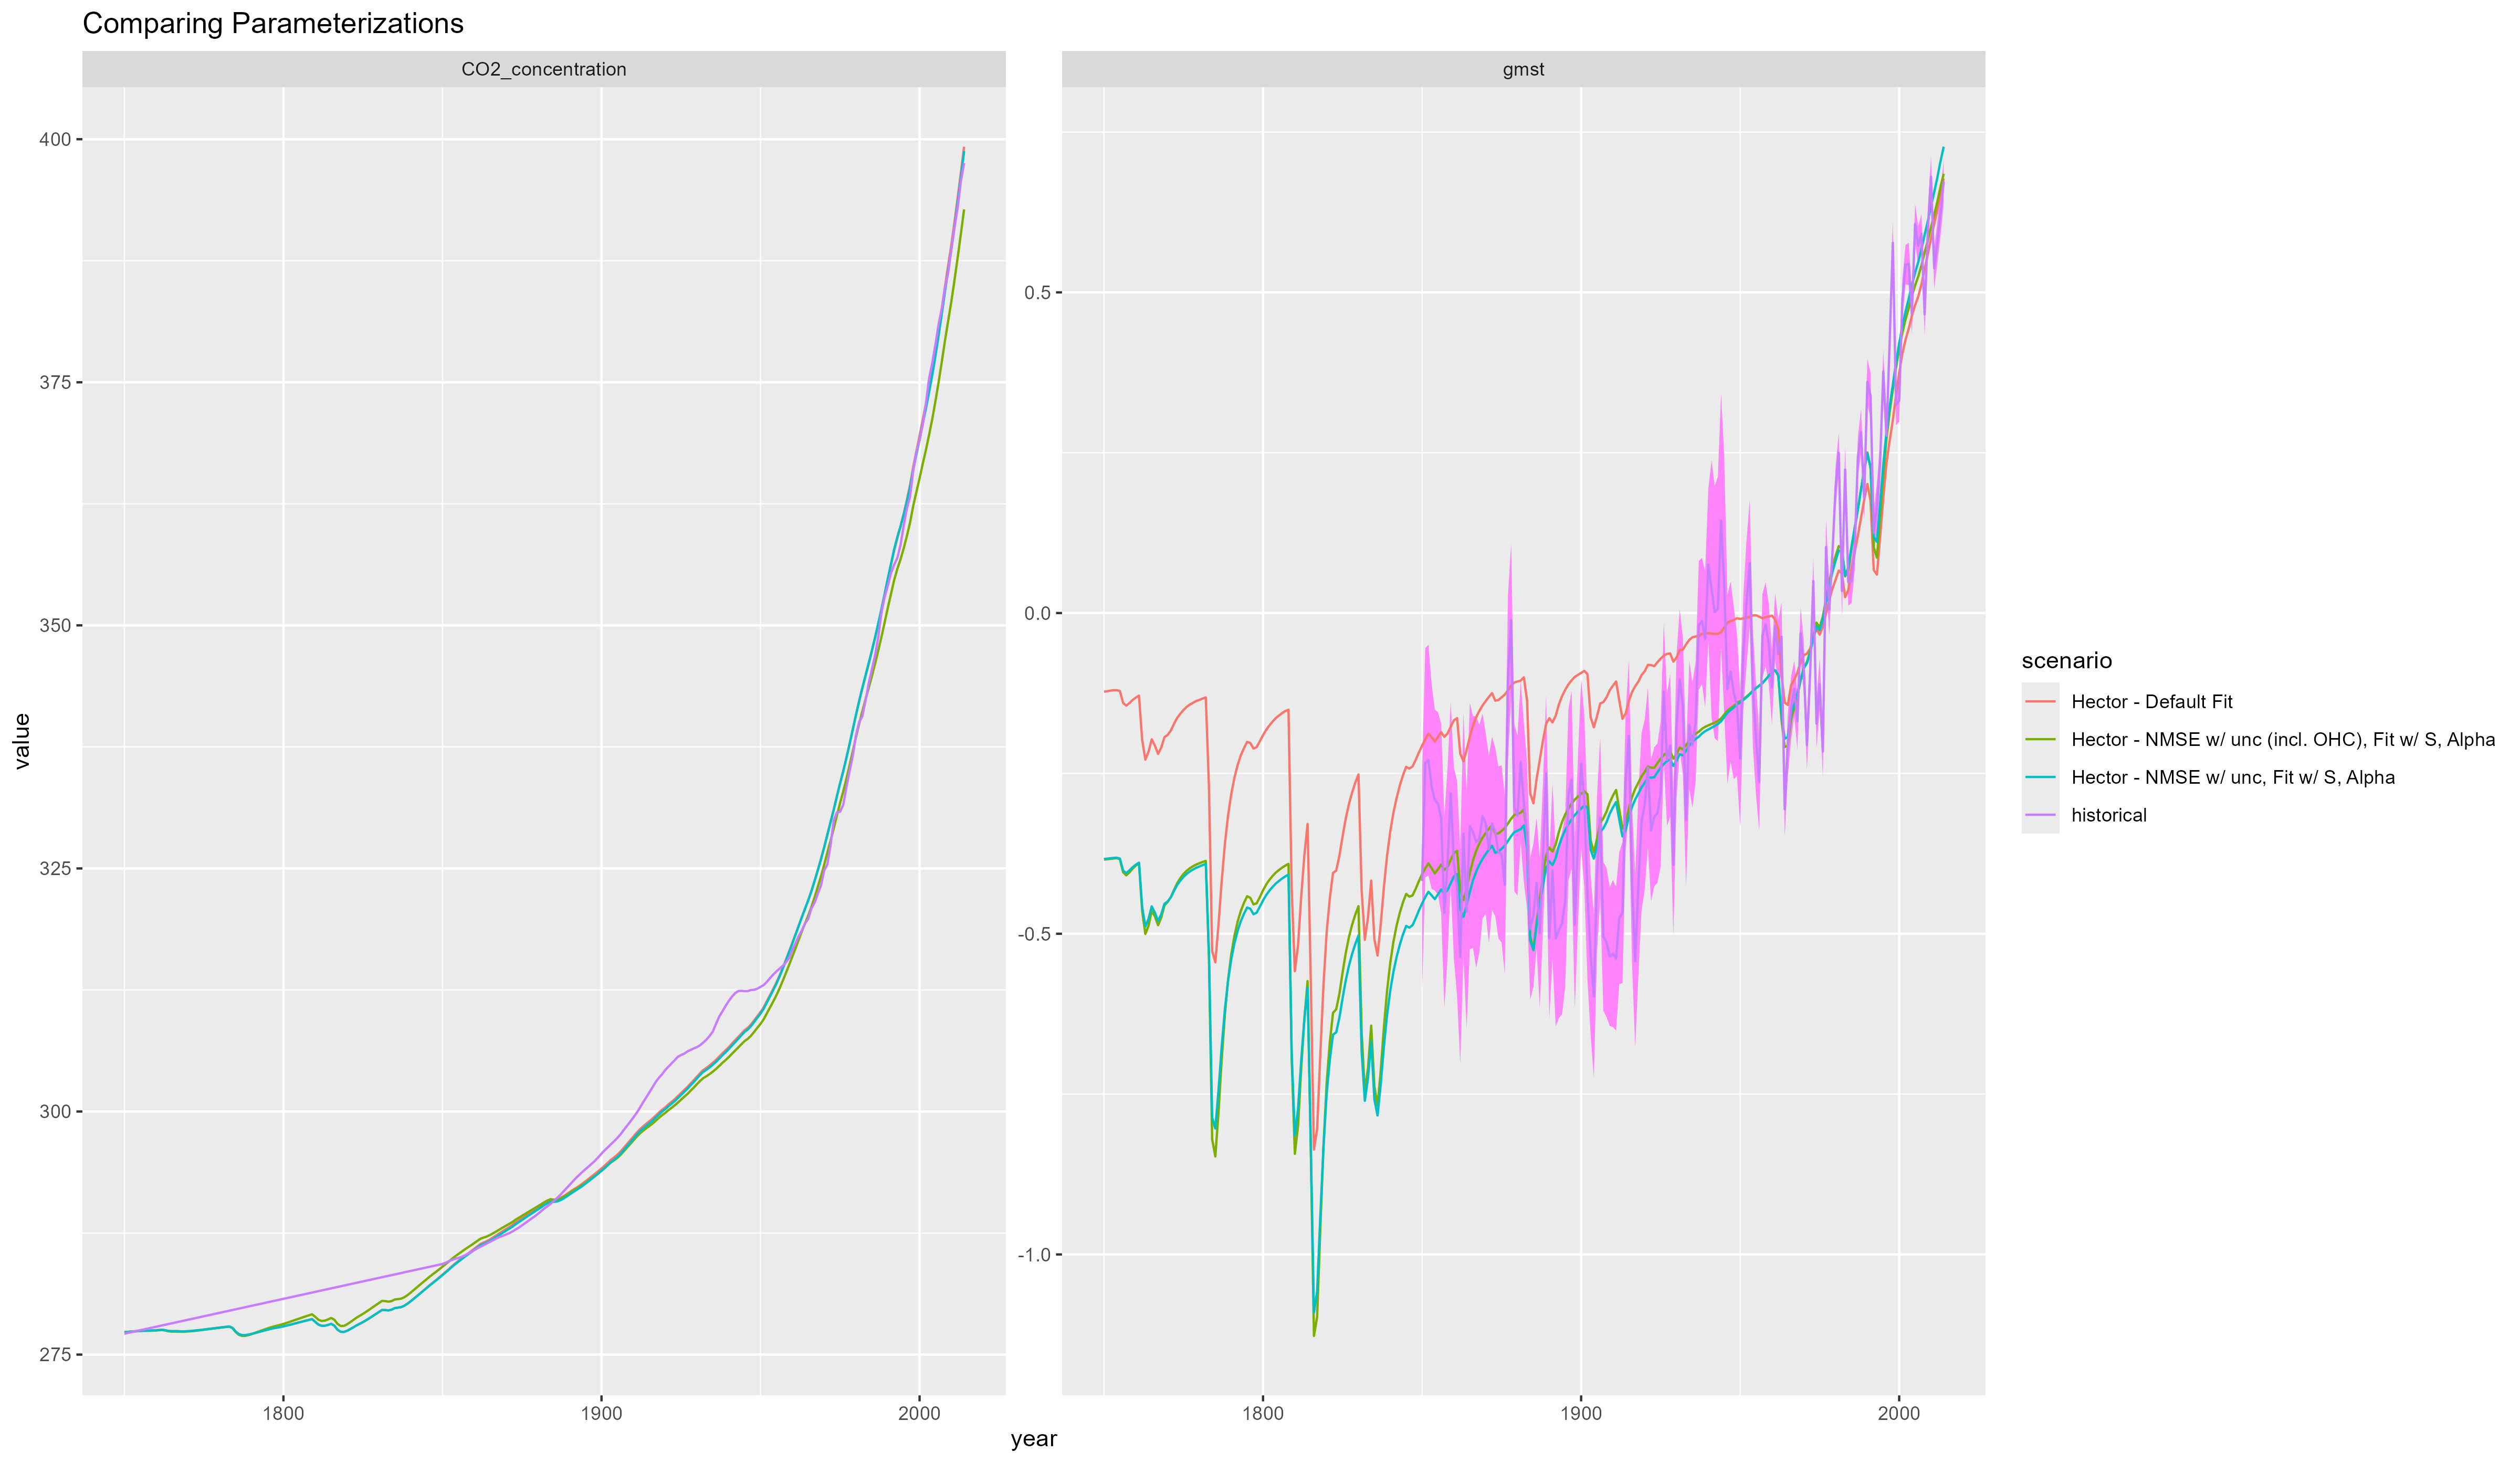 Comparing Parameterizations
CO2_concentration
gmst
400
375
350
325
300
275
0.5
0.0
-0.5
-1.0
1800
1900
2000
1800
1900
2000
year
value
scenario
Hector - Default Fit
Hector - NMSE w/ unc (incl. OHC), Fit w/ S, Alpha
Hector - NMSE w/ unc, Fit w/ S, Alpha
historical